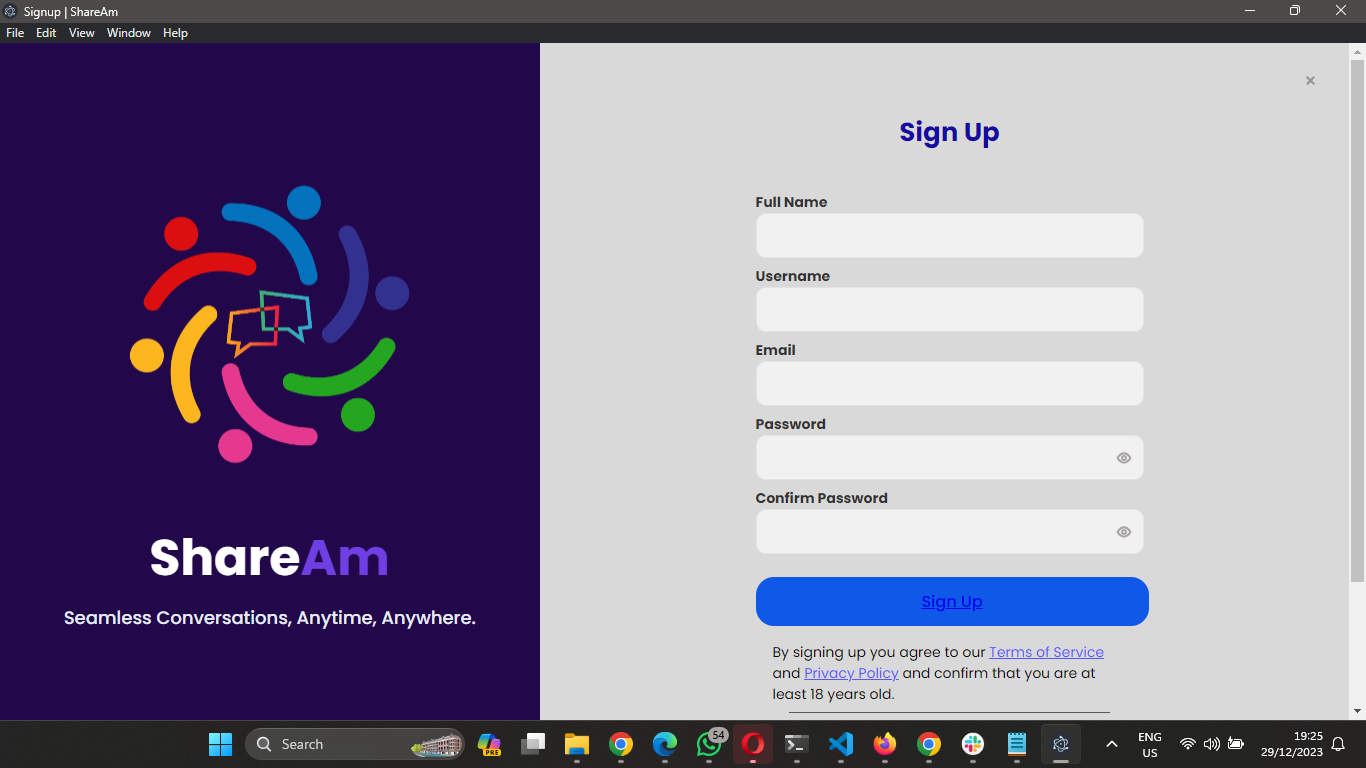 Signup | ShareAm
File Edit View Window Help
×
Sign Up
Full Name
Username
Email
Password
Confirm Password
Sign Up
By signing up you agree to our Terms of Service
and Privacy Policy and confirm that you are at
least 18 years old.
ShareAm
Seamless Conversations, Anytime, Anywhere.
Search
PRE
54
ENG
US
19:25
29/12/2023